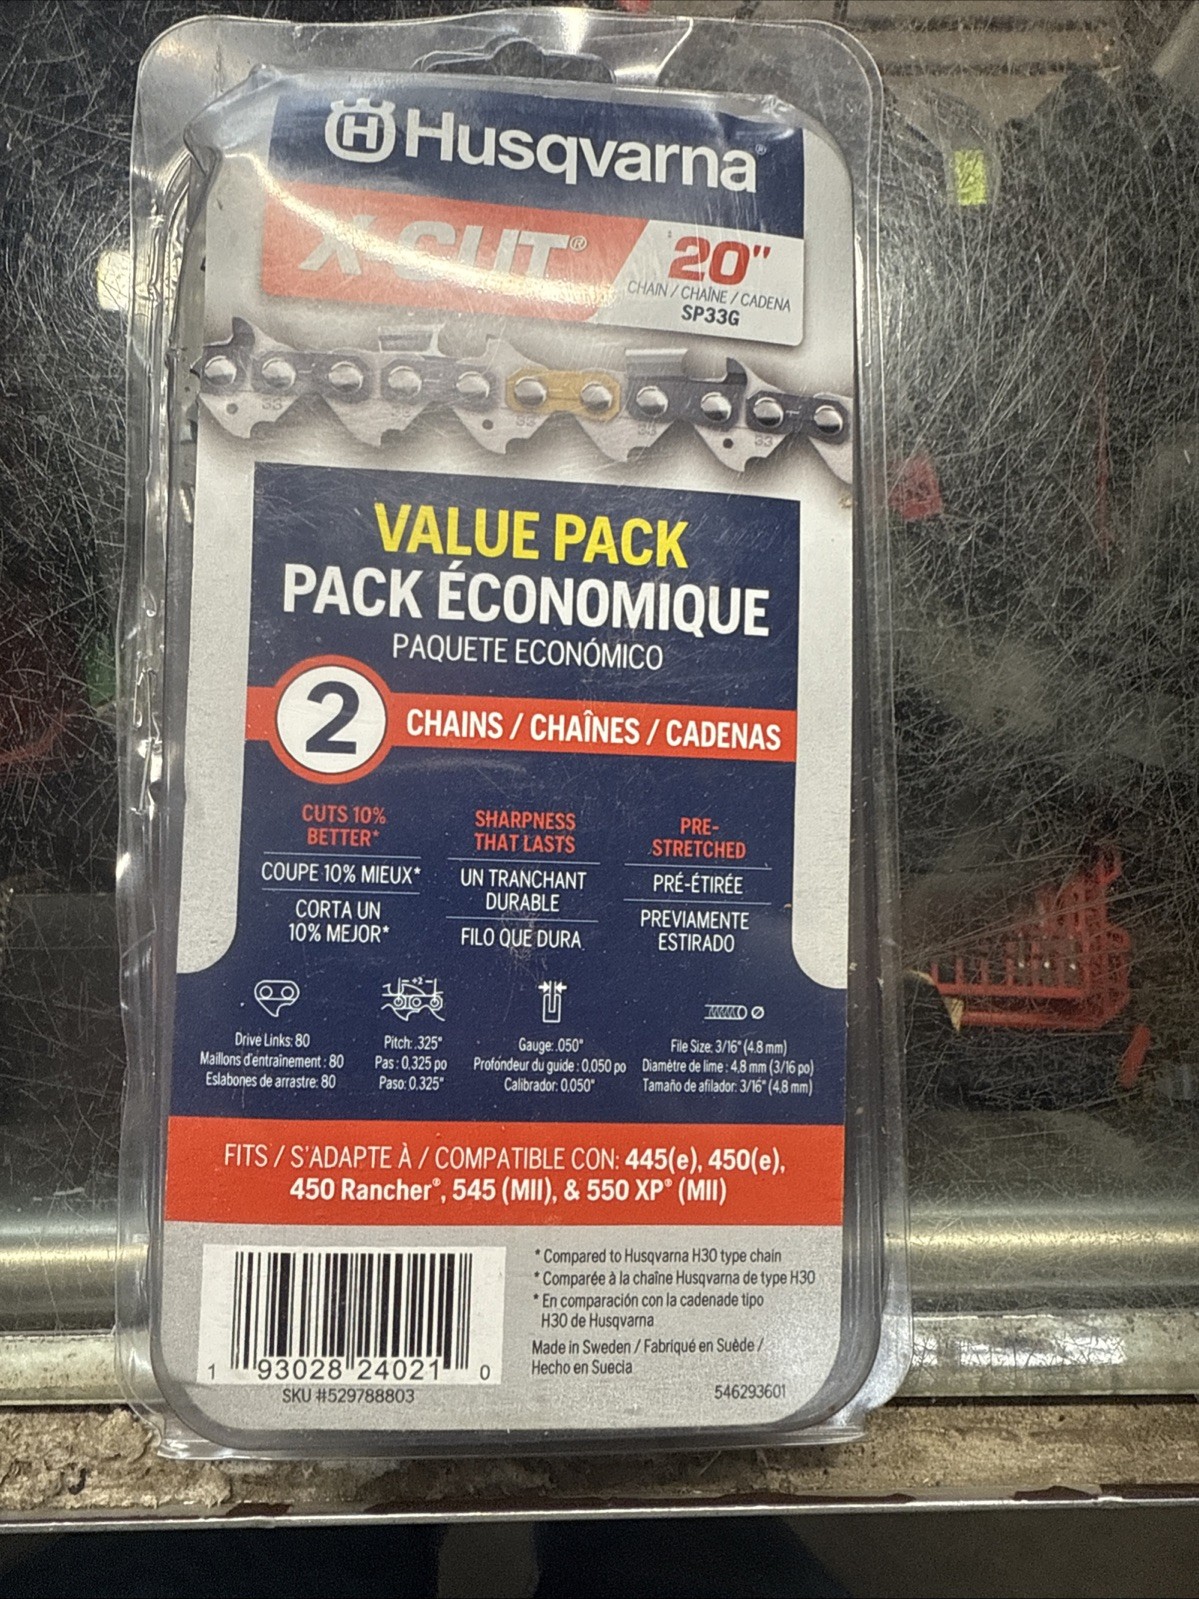 Husqvarna®
X-CUT®
20"
CHAIN / CHAÎNE / CADENA
SP33G
VALUE PACK
PACK ÉCONOMIQUE
PAQUETE ECONÓMICO
2
CHAINS / CHAÎNES / CADENAS
CUTS 10%
BETTER*
COUPE 10% MIEUX*
CORTA UN
10% MEJOR*
SHARPNESS
THAT LASTS
UN TRANCHANT
DURABLE
FILO QUE DURA
PRE-
STRETCHED
PRÉ-ÉTIRÉE
PREVIAMENTE
ESTIRADO
Drive Links: 80
Maillons d'entraînement : 80
Eslabones de arrastre: 80
÷2
Pitch: .325"
Pas : 0,325 po
Paso: 0.325"
Gauge: .050"
Profondeur du guide : 0,050 po
Calibrador: 0,050"
File Size: 3/16" (4.8 mm)
Diamètre de lime : 4,8 mm (3/16 po)
Tamaño de afilador: 3/16" (4,8 mm)
FITS / S'ADAPTE À / COMPATIBLE CON: 445(e), 450(e),
450 Rancher®, 545 (MII), & 550 XP® (MII)
1 93028 24021 0
SKU #529788803
* Compared to Husqvarna H30 type chain
* Comparée à la chaîne Husqvarna de type H30
* En comparación con la cadenade tipo
H30 de Husqvarna
Made in Sweden / Fabriqué en Suède /
Hecho en Suecia
546293601